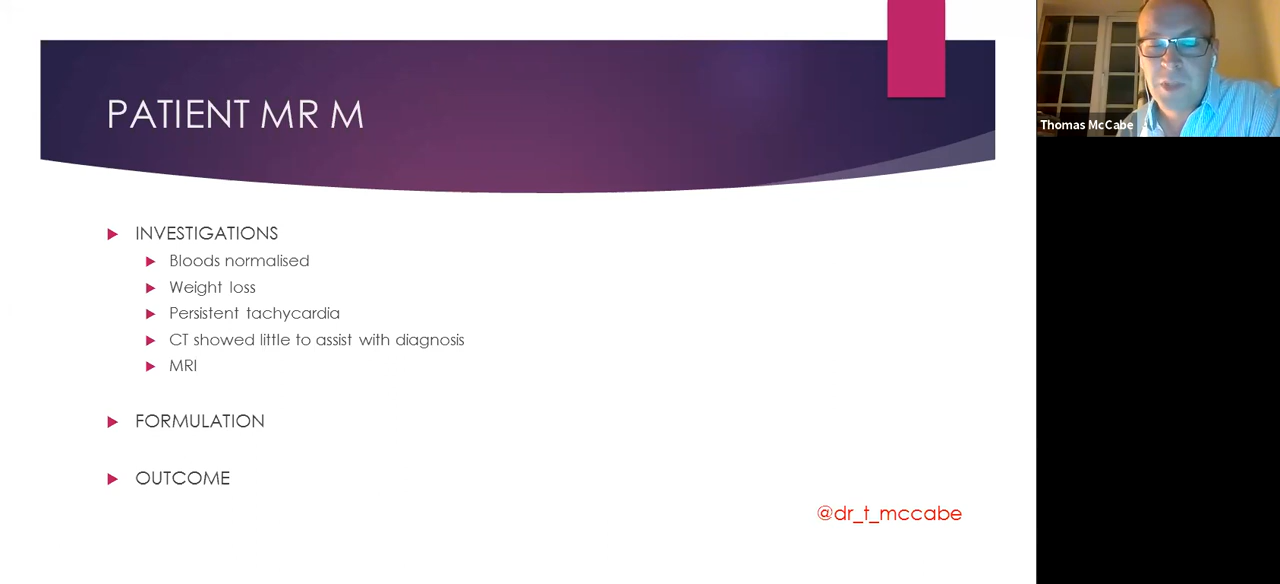 PATIENT MR M
Thomas McCabe
INVESTIGATIONS
Bloods normalised
Weight loss
Persistent tachycardia
CT showed little to assist with diagnosis
MRI
FORMULATION
OUTCOME
@dr_t_mccabe